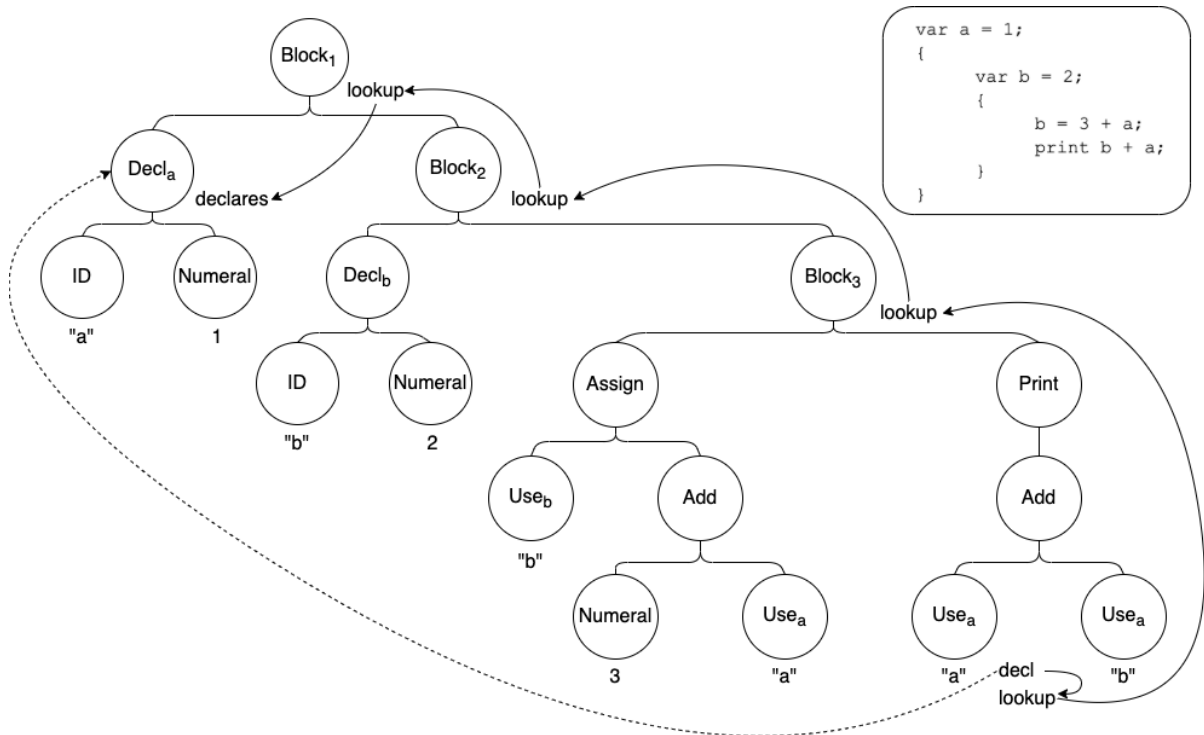 var a = 1;
{
var b = 2;
{
b = 3 + a;
print b + a;
}
}
Block1
lookup
Decla
Block2
declares
lookup
ID
Numeral
Declb
Block3
"a"
1
lookup
ID
Numeral
Assign
Print
"b"
2
Useb
Add
Add
"b"
Numeral
Usea
Usea
Usea
3
"a"
"a"
decl
"b"
lookup